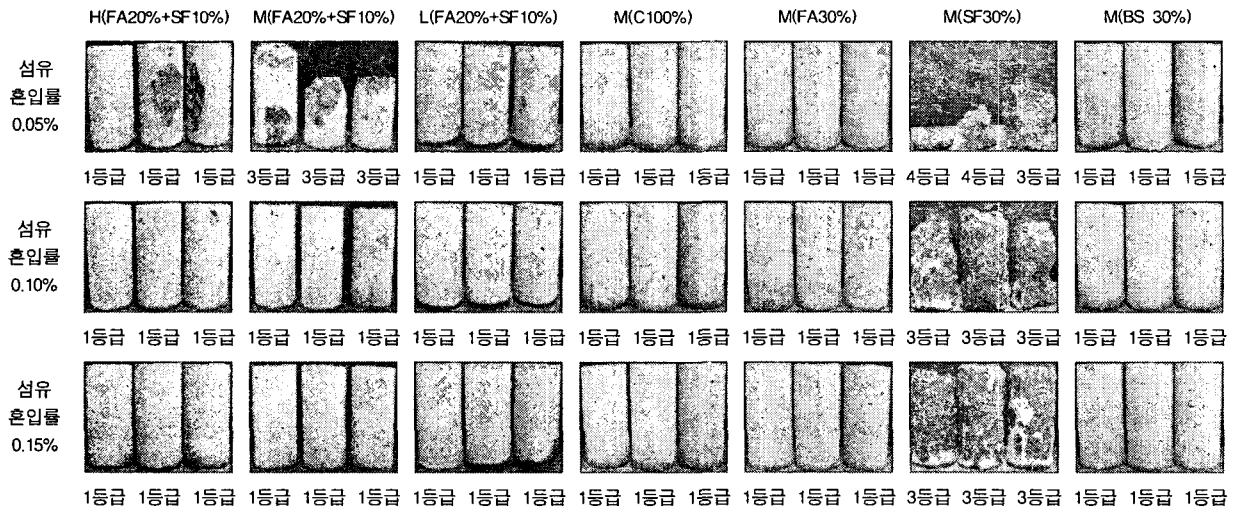 H(FA20%+SF10%) M(FA20%+SF10%) L(FA20%+SF10%) M(C100%) M(FA30%) M(SF30%) M(BS 30%)
섬유
혼입률
0.05%
1등급 1등급 1등급 3등급 3등급 3등급 1등급 1등급 1등급 1등급 1등급 1등급 1등급 1등급 1등급 4등급 4등급 3등급 1등급 1등급 1등급
섬유
혼입률
0.10%
1등급 1등급 1등급 1등급 1등급 1등급 1등급 1등급 1등급 1등급 1등급 1등급 1등급 1등급 1등급 3등급 3등급 3등급 1등급 1등급 1등급
섬유
혼입률
0.15%
1등급 1등급 1등급 1등급 1등급 1등급 1등급 1등급 1등급 1등급 1등급 1등급 1등급 1등급 1등급 3등급 3등급 3등급 1등급 1등급 1등급